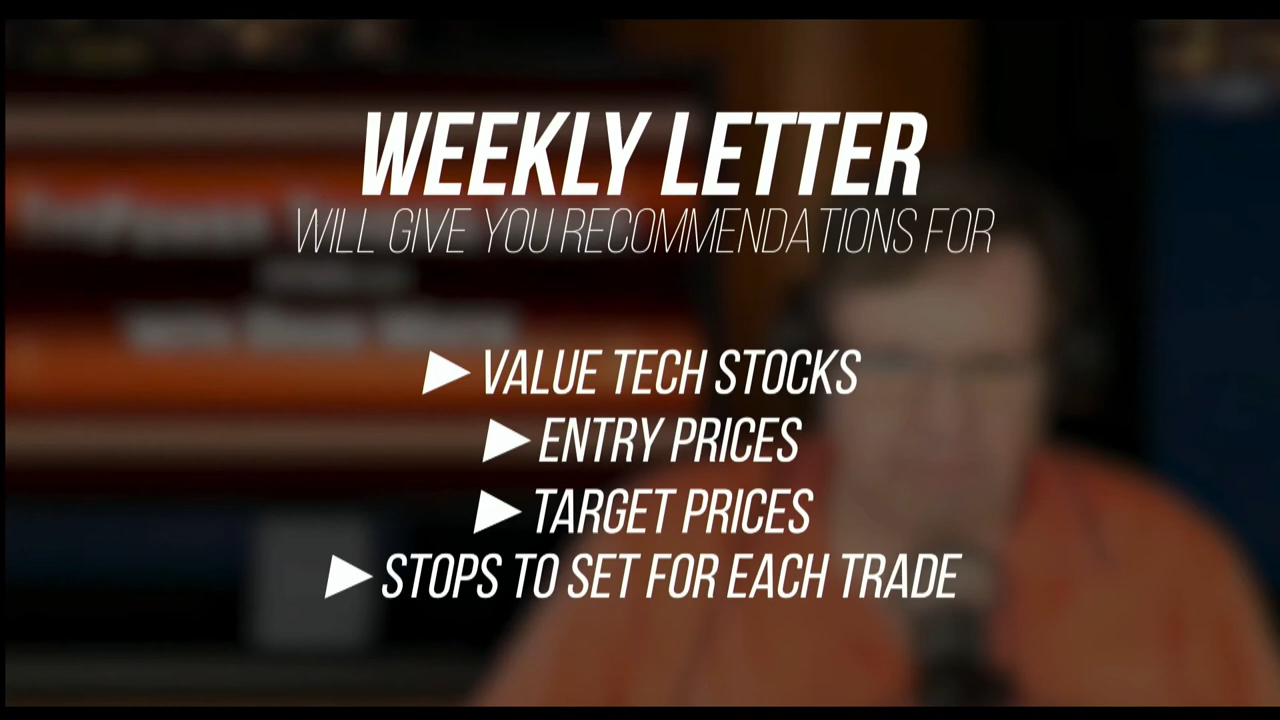 WEEKLY LETTER
WILL GIVE YOU RECOMMENDATIONS FOR
▶ VALUE TECH STOCKS
▶ ENTRY PRICES
▶ TARGET PRICES
▶ STOPS TO SET FOR EACH TRADE